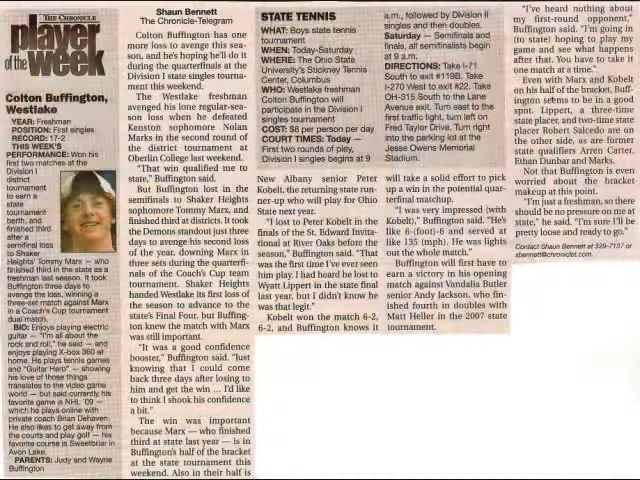 THE CHRONICLE
player
of the week
Colton Buffington,
Westlake
YEAR: Freshman
POSITION: First singles
RECORD: 17-2
THIS WEEK'S
PERFORMANCE: Won his
first two matches at the
Division I
district
tournament
to earn a
state
tournament
berth, and
finished third
after a
semifinal loss
to Shaker
Heights' Tommy Marx — who
finished third in the state as a
freshman last season. It took
Buffington three days to
avenge the loss, winning a
three-set match against Marx
in a Coach's Cup tournament
dual match.
BIO: Enjoys playing electric
guitar — "I'm all about the
rock and roll," he said — and
enjoys playing X-box 360 at
home. He plays tennis games
and "Guitar Hero" — showing
his love of those things
translates to the video game
world — but said currently his
favorite game is NHL '09 —
which he plays online with
private coach Brian Dehaven.
He also likes to get away from
the courts and play golf — his
favorite course is Sweetbriar in
Avon Lake.
PARENTS: Judy and Wayne
Buffington
Shaun Bennett
The Chronicle-Telegram
Colton Buffington has one
more loss to avenge this sea-
son, and he's hoping he'll do it
during the quarterfinals at the
Division I state singles tourna-
ment this weekend.
The Westlake freshman
avenged his lone regular-sea-
son loss when he defeated
Kenston sophomore Nolan
Marks in the second round of
the district tournament at
Oberlin College last weekend.
"That win qualified me to
state," Buffington said.
But Buffington lost in the
semifinals to Shaker Heights
sophomore Tommy Marx, and
finished third at districts. It took
the Demons standout just three
days to avenge his second loss
of the year, downing Marx in
three sets during the quarterfi-
nals of the Coach's Cup team
tournament. Shaker Heights
handed Westlake its first loss of
the season to advance to the
state's Final Four, but Buffing-
ton knew the match with Marx
was still important.
"It was a good confidence
booster," Buffington said. "Just
knowing that I could come
back three days after losing to
him and get the win ... I'd like
to think I shook his confidence
a bit."
The win was important
because Marx — who finished
third at state last year — is in
Buffington's half of the bracket
at the state tournament this
weekend. Also in their half is
STATE TENNIS
WHAT: Boys state tennis
tournament
WHEN: Today-Saturday
WHERE: The Ohio State
University's Stickney Tennis
Center, Columbus
WHO: Westlake freshman
Colton Buffington will
participate in the Division I
singles tournament
COST: $8 per person per day
COURT TIMES: Today —
First two rounds of play,
Division I singles begins at 9
a.m., followed by Division II
singles and then doubles.
Saturday — Semifinals and
finals, all semifinalists begin
at 9 a.m.
DIRECTIONS: Take I-71
South to exit #119B. Take
I-270 West to exit #22. Take
OH-315 South to the Lane
Avenue exit. Turn east to the
first traffic light, turn left on
Fred Taylor Drive, Turn right
into the parking lot at the
Jesse Owens Memorial
Stadium.
New Albany senior Peter
Kobelt, the returning state run-
ner-up who will play for Ohio
State next year.
"I lost to Peter Kobelt in the
finals of the St. Edward Invita-
tional at River Oaks before the
season," Buffington said. "That
was the first time I've ever seen
him play. I had heard he lost to
Wyatt Lippert in the state final
last year, but I didn't know he
was that legit."
Kobelt won the match 6-2,
6-2, and Buffington knows it
will take a solid effort to pick
up a win in the potential quar-
terfinal matchup.
"I was very impressed (with
Kobelt)," Buffington said. "He's
like 6-(foot)-6 and served at
like 135 (mph). He was lights
out the whole match."
Buffington will first have to
earn a victory in his opening
match against Vandalia Butler
senior Andy Jackson, who fin-
ished fourth in doubles with
Matt Heller in the 2007 state
tournament.
"I've heard nothing about
my first-round opponent,"
Buffington said. "I'm going in
(to state) hoping to play my
game and see what happens
after that. You have to take it
one match at a time."
Even with Marx and Kobelt
on his half of the bracket, Buff-
ington seems to be in a good
spot. Lippert, a three-time
state placer, and two-time state
placer Robert Salcedo are on
the other side, as are former
state qualifiers Arren Carter,
Ethan Dunbar and Marks.
Not that Buffington is even
worried about the bracket
makeup at this point.
"I'm just a freshman, so there
should be no pressure on me at
state," he said. "I'm sure I'll be
pretty loose and ready to go."
Contact Shaun Bennett at 329-7137 or
sbennett@chroniclet.com.